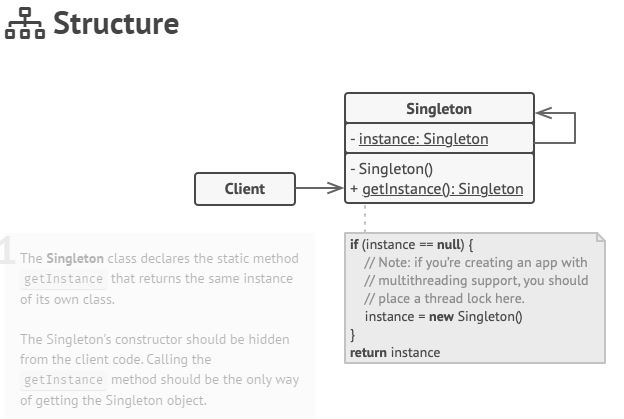 Structure
Singleton
- instance: Singleton
- Singleton()
+ getInstance(): Singleton
Client
1
The Singleton class declares the static method
getInstance that returns the same instance
of its own class.
The Singleton's constructor should be hidden
from the client code. Calling the
getInstance method should be the only way
of getting the Singleton object.
if (instance == null) {
// Note: if you're creating an app with
// multithreading support, you should
// place a thread lock here.
instance = new Singleton()
}
return instance